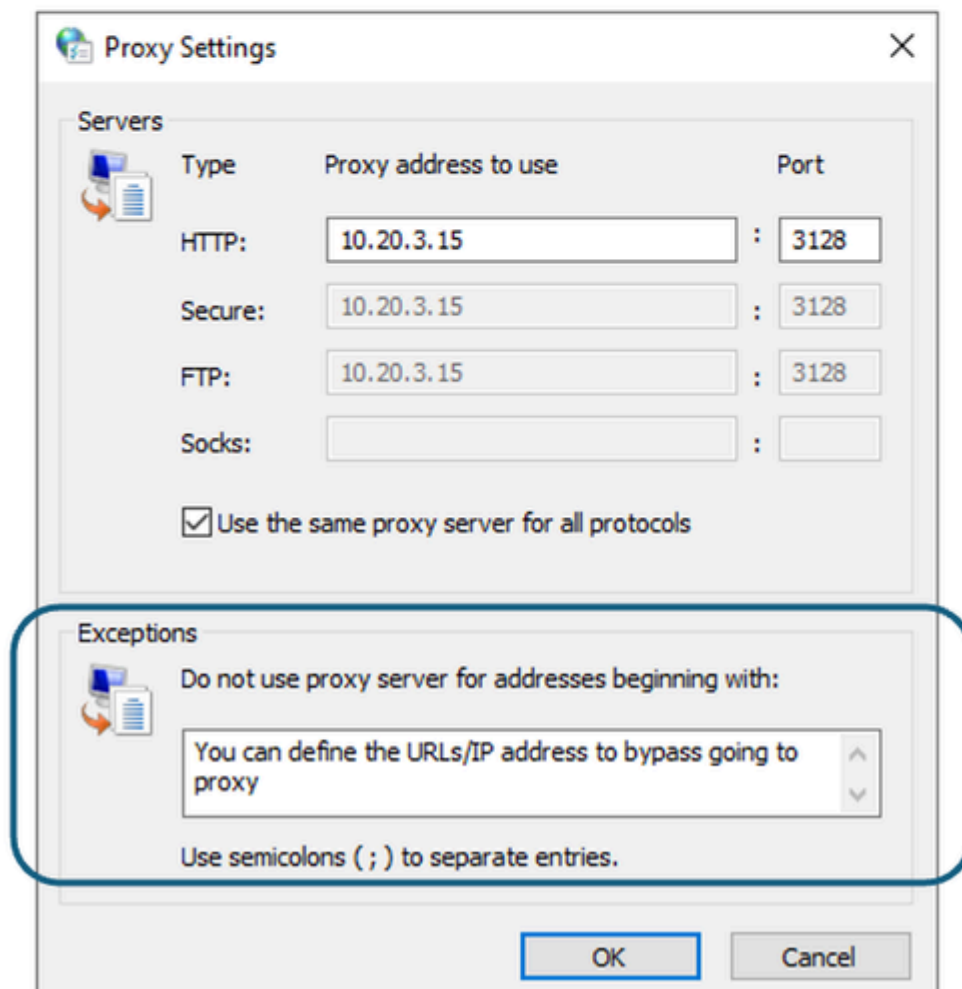 Proxy Settings
Servers
Type Proxy address to use Port
HTTP: 10.20.3.15 : 3128
Secure: 10.20.3.15 : 3128
FTP: 10.20.3.15 : 3128
Socks: :
Use the same proxy server for all protocols
Exceptions
Do not use proxy server for addresses beginning with:
You can define the URLs/IP address to bypass going to
proxy
Use semicolons ( ; ) to separate entries.
OK Cancel